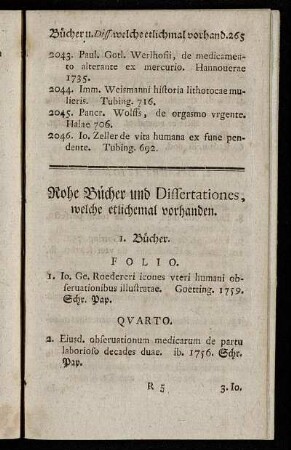 Bücher u. Diss. welche etlichmal vorhand. 265
2043. Paul. Gotl. Werlhofii, de medicamen-
to alterante ex mercurio. Hannouerae
1735.
2044. Imm. Weismanni historia lithotocae mu-
lieris. Tubing. 716.
2045. Pancr. Wolffs, de orgasmo vrgente.
Halae 706.
2046. Io. Zeller de vita humana ex fune pen-
dente. Tubing. 692.
Rohe Bücher und Dissertationes,
welche etlichemal vorhanden.
1. Bücher.
FOLIO.
1. Io. Ge. Roedereri icones vteri humani ob-
seruationibus illustratae. Goetting. 1759.
Schr. Pap.
QVARTO.
2. Eiusd. obseruationum medicarum de partu
laborioso decades duae. ib. 1756. Schr.
Pap.
R 5
3. Io.